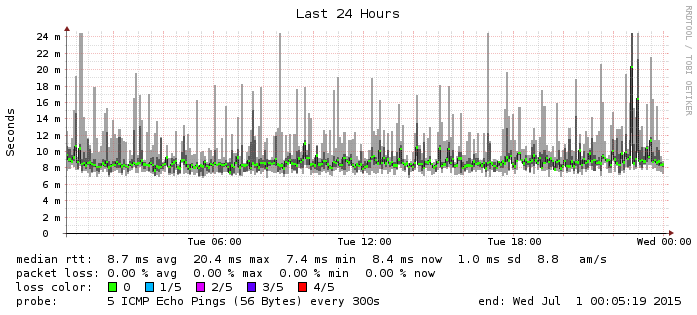 Last 24 Hours
RRDTOOL / TOBI OETIKER
Seconds
24 m
22 m
20 m
18 m
16 m
14 m
12 m
10 m
8 m
6 m
4 m
2 m
0
Tue 06:00 Tue 12:00 Tue 18:00 Wed 00:00
median rtt: 8.7 ms avg 20.4 ms max 7.4 ms min 8.4 ms now 1.0 ms sd 8.8 am/s
packet loss: 0.00 % avg 0.00 % max 0.00 % min 0.00 % now
loss color: 0 1/5 2/5 3/5 4/5
probe: 5 ICMP Echo Pings (56 Bytes) every 300s end: Wed Jul 1 00:05:19 2015